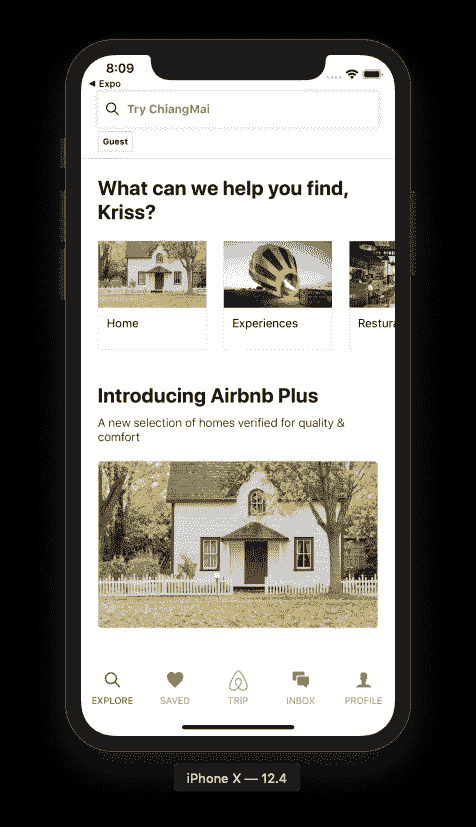 8:09
◀ Expo
Try ChiangMai
Guest
What can we help you find,
Kriss?
Home
Experiences
Restura
Introducing Airbnb Plus
A new selection of homes verified for quality &
comfort
EXPLORE
SAVED
TRIP
INBOX
PROFILE
iPhone X — 12.4